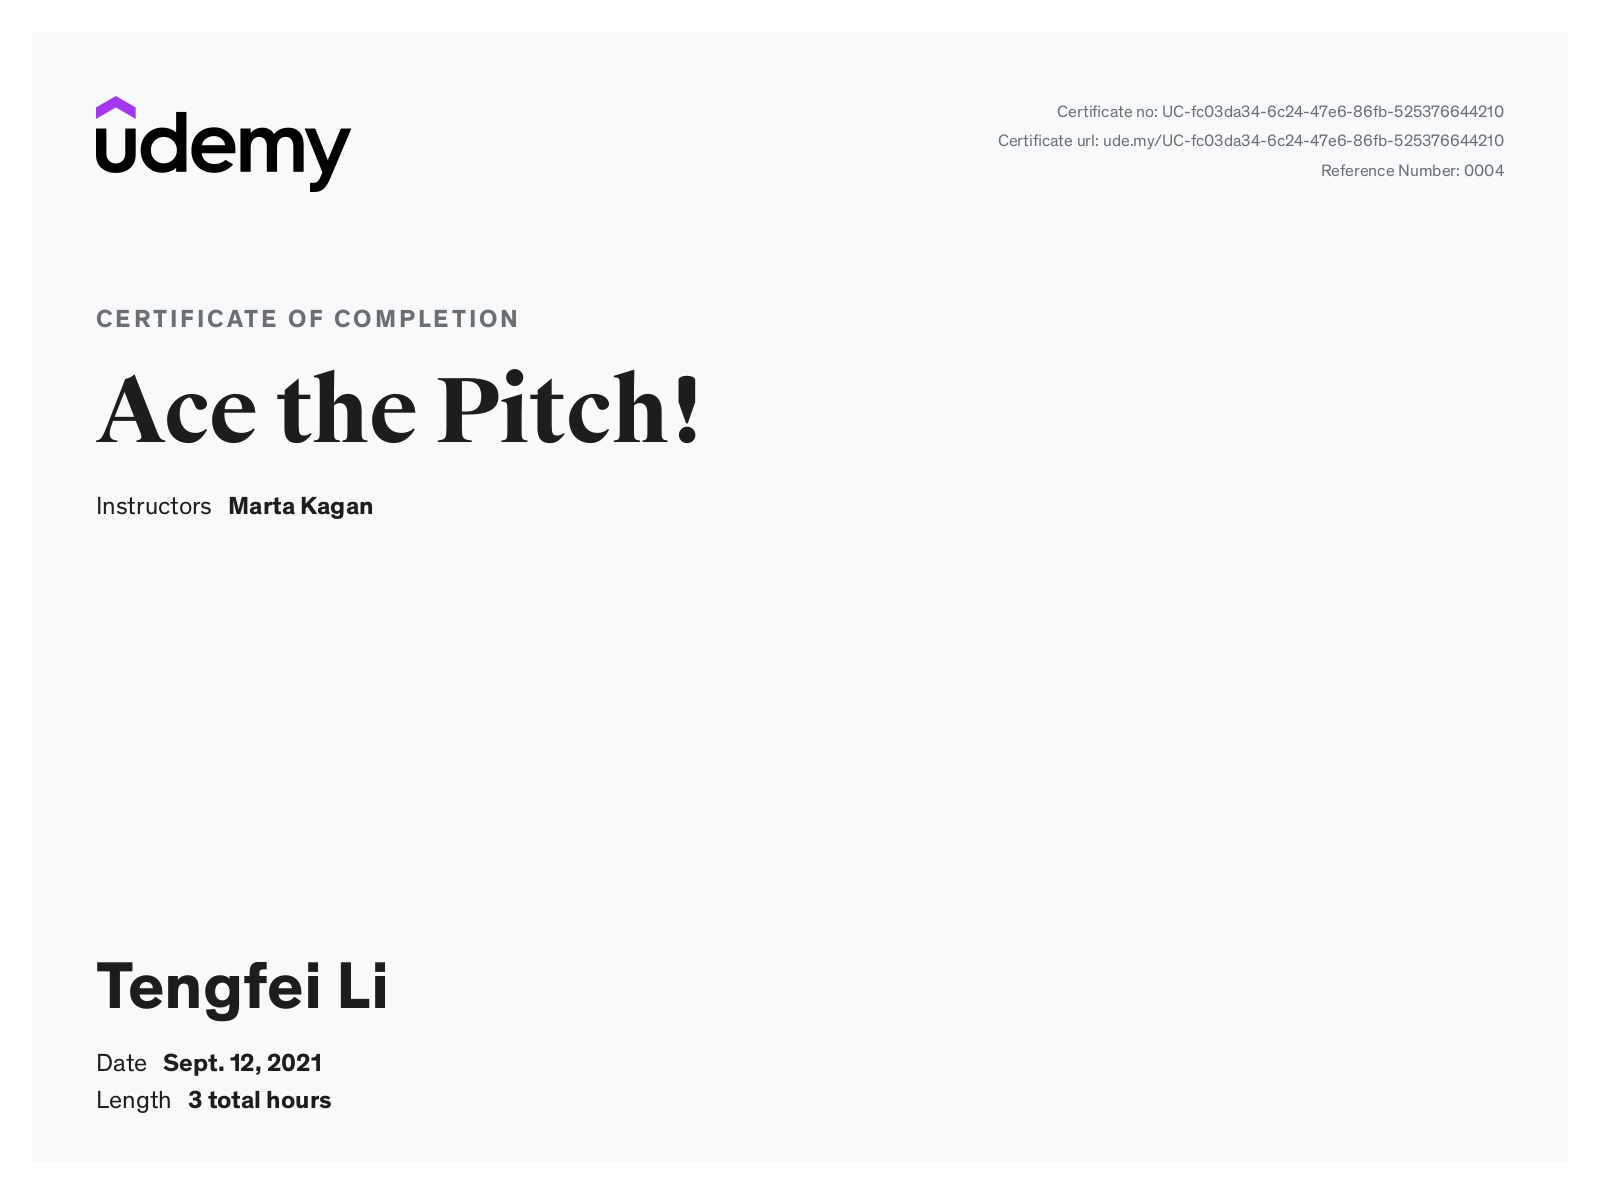 udemy
Certificate no: UC-fc03da34-6c24-47e6-86fb-525376644210
Certificate url: ude.my/UC-fc03da34-6c24-47e6-86fb-525376644210
Reference Number: 0004
CERTIFICATE OF COMPLETION
Ace the Pitch!
Instructors Marta Kagan
Tengfei Li
Date Sept. 12, 2021
Length 3 total hours